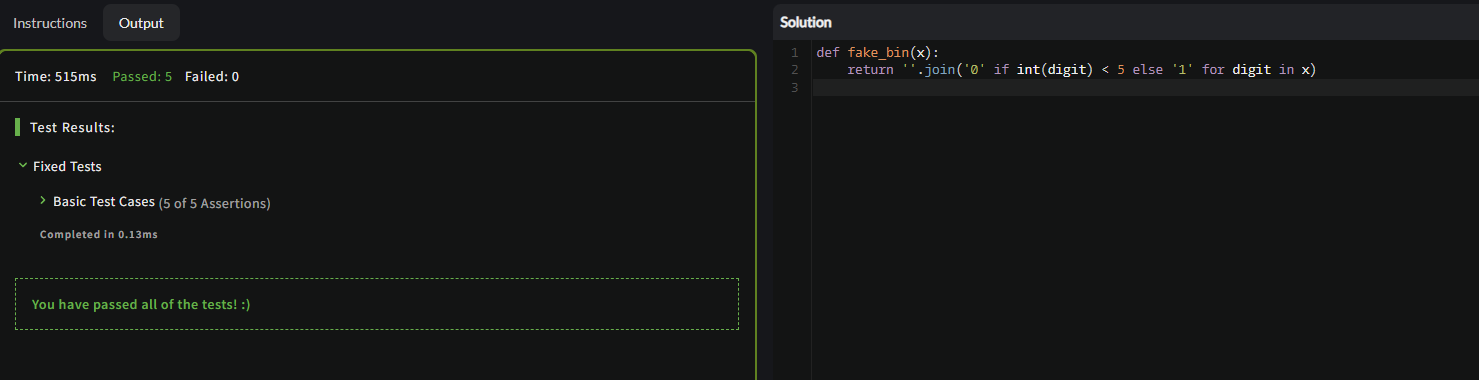 Instructions
Output
Time: 515ms Passed: 5 Failed: 0
Test Results:
Fixed Tests
Basic Test Cases (5 of 5 Assertions)
Completed in 0.13ms
You have passed all of the tests! :)
Solution
1 def fake_bin(x):
2     return ''.join('0' if int(digit) < 5 else '1' for digit in x)
3